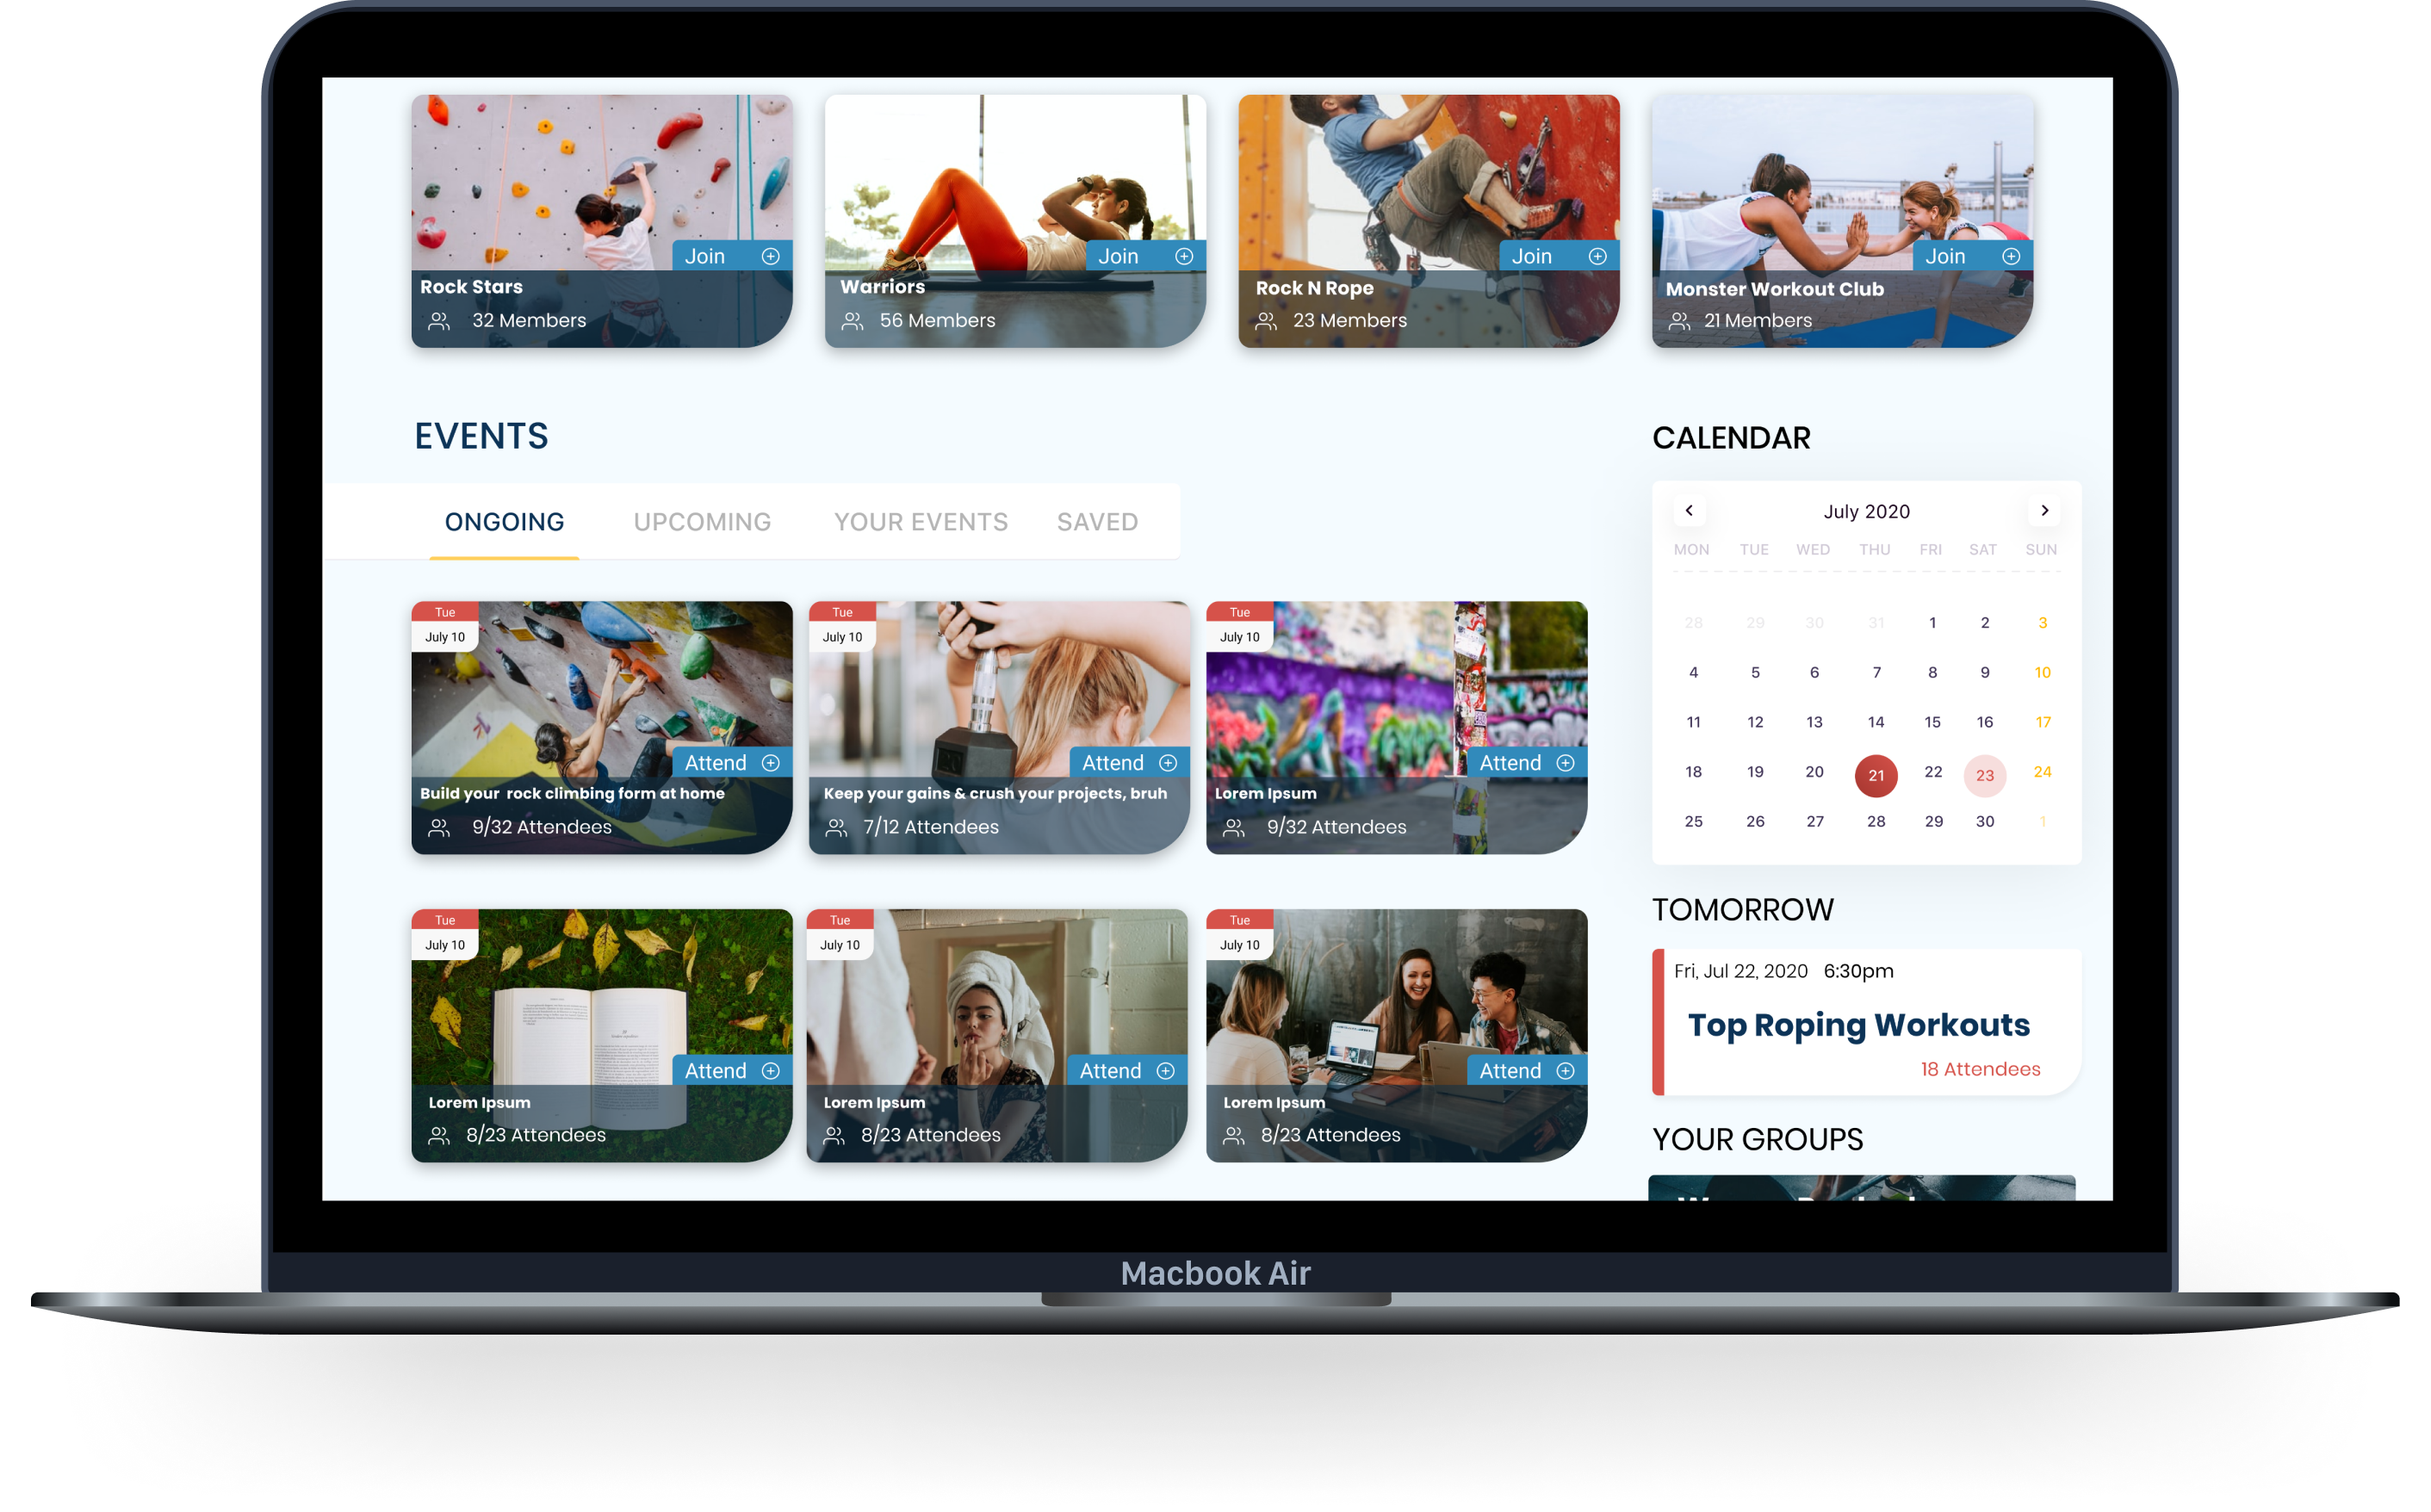 Join
Join
Join
Join
Rock Stars
Warriors
Rock N Rope
Monster Workout Club
32 Members
56 Members
23 Members
21 Members
EVENTS
ONGOING UPCOMING YOUR EVENTS SAVED
Tue
July 10
Attend
Build your rock climbing form at home
9/32 Attendees
Tue
July 10
Attend
Keep your gains & crush your projects, bruh
7/12 Attendees
Tue
July 10
Attend
Lorem Ipsum
9/32 Attendees
Tue
July 10
Attend
Lorem Ipsum
8/23 Attendees
Tue
July 10
Attend
Lorem Ipsum
8/23 Attendees
Tue
July 10
Attend
Lorem Ipsum
8/23 Attendees
CALENDAR
July 2020
MON TUE WED THU FRI SAT SUN
28 29 30 31 1 2 3
4 5 6 7 8 9 10
11 12 13 14 15 16 17
18 19 20 21 22 23 24
25 26 27 28 29 30 1
TOMORROW
Fri, Jul 22, 2020 6:30pm
Top Roping Workouts
18 Attendees
YOUR GROUPS
Macbook Air